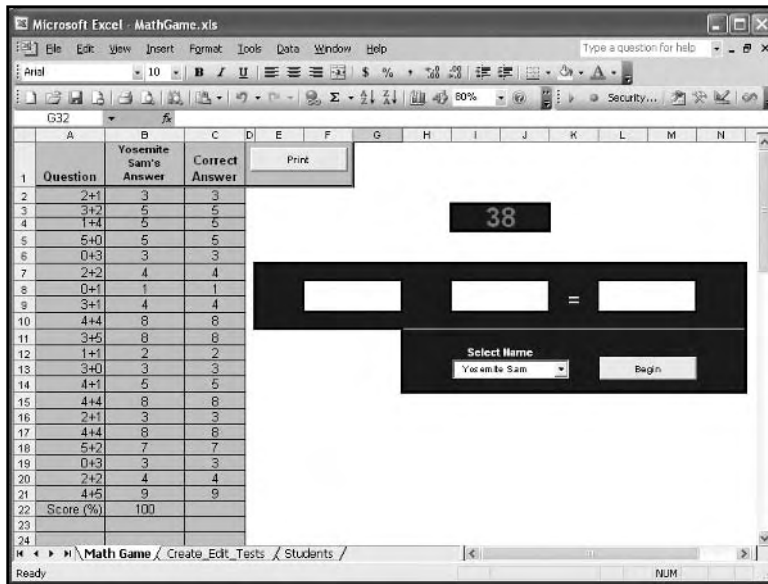 Microsoft Excel - MathGame.xls
File Edit View Insert Format Tools Data Window Help Type a question for help
Arial 10 B I U $ % ,
Σ 80% Security...
G32 fx
A B C D E F G H I J K L M N
1 Question Yosemite Sam's Answer Correct Answer Print
2 2+1 3 3
3 3+2 5 5 38
4 1+4 5 5
5 5+0 5 5
6 0+3 3 3
7 2+2 4 4
8 0+1 1 1 =
9 3+1 4 4
10 4+4 8 8
11 3+5 8 8
12 1+1 2 2 Select Name
13 3+0 3 3 Yosemite Sam Begin
14 4+1 5 5
15 4+4 8 8
16 2+1 3 3
17 4+4 8 8
18 5+2 7 7
19 0+3 3 3
20 2+2 4 4
21 4+5 9 9
22 Score (%) 100
23
24
Math Game / Create_Edit_Tests / Students /
Ready NUM